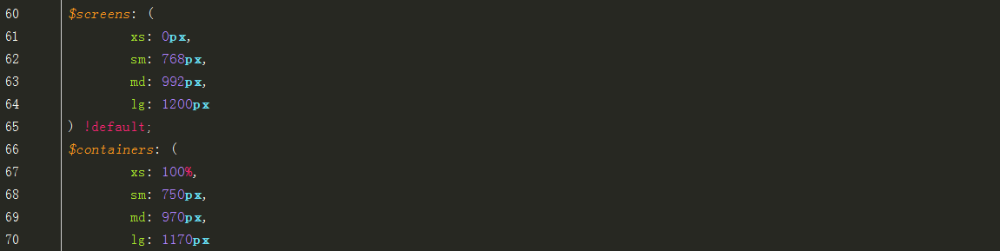 60 $screens: (
61 xs: 0px,
62 sm: 768px,
63 md: 992px,
64 lg: 1200px
65 ) !default;
66 $containers: (
67 xs: 100%,
68 sm: 750px,
69 md: 970px,
70 lg: 1170px